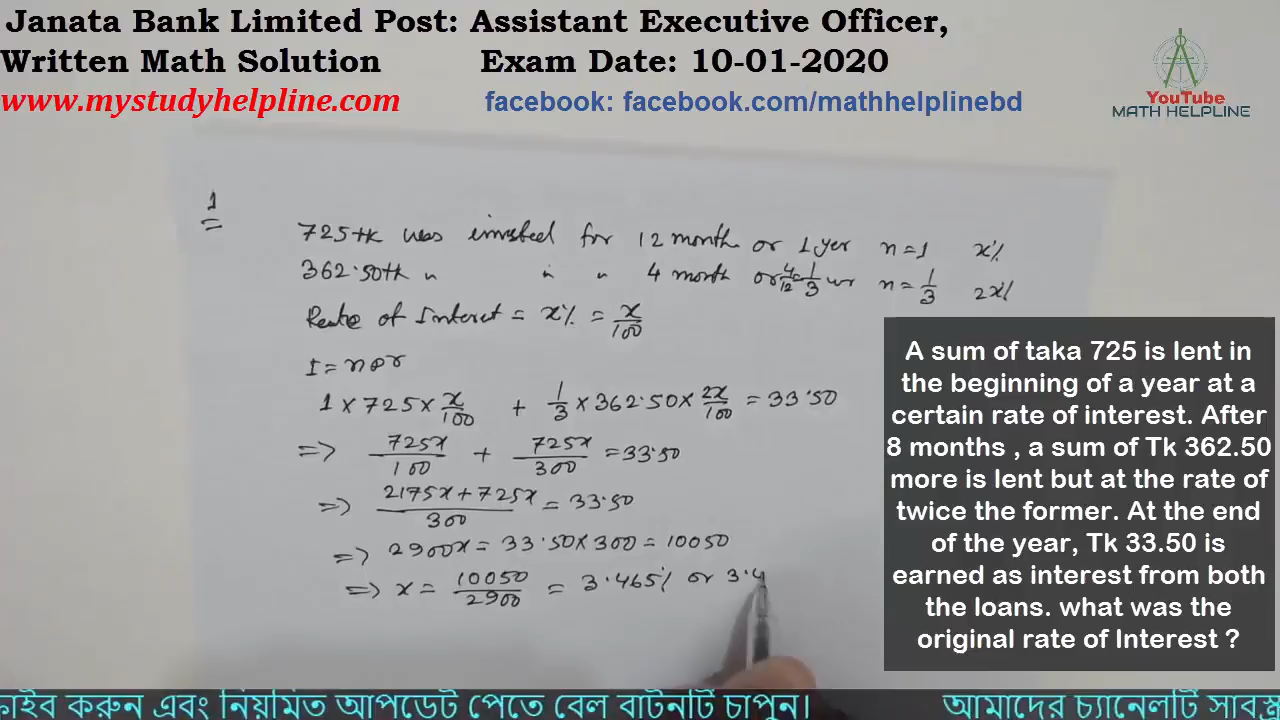 Janata Bank Limited Post: Assistant Executive Officer,
Written Math Solution Exam Date: 10-01-2020
www.mystudyhelpline.com facebook: facebook.com/mathhelplinebd
YouTube
MATH HELPLINE
1
725tk was invsted for 12 month or 1 yer n=1 x%
362.50tk " " " 4 month or 4/12=1/3 yr n=1/3 2x%
Rate of Interest = x% = x/100
I = npr
1 × 725 × x/100 + 1/3 × 362.50 × 2x/100 = 33.50
=> 725x/100 + 725x/300 = 33.50
=> 2175x + 725x/300 = 33.50
=> 2900x = 33.50 × 300 = 10050
=> x = 10050/2900 = 3.465% or 3.4
A sum of taka 725 is lent in
the beginning of a year at a
certain rate of interest. After
8 months , a sum of Tk 362.50
more is lent but at the rate of
twice the former. At the end
of the year, Tk 33.50 is
earned as interest from both
the loans. what was the
original rate of Interest ?
করুন এবং নিয়মিত আপডেট পেতে বেল বাটনটি চাপুন। আমাদের চ্যানেলটি